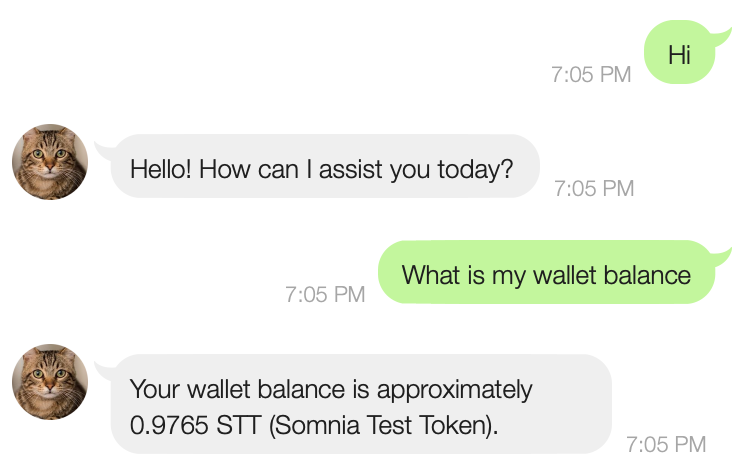 Hi
7:05 PM
Hello! How can I assist you today?
7:05 PM
What is my wallet balance
7:05 PM
Your wallet balance is approximately
0.9765 STT (Somnia Test Token).
7:05 PM